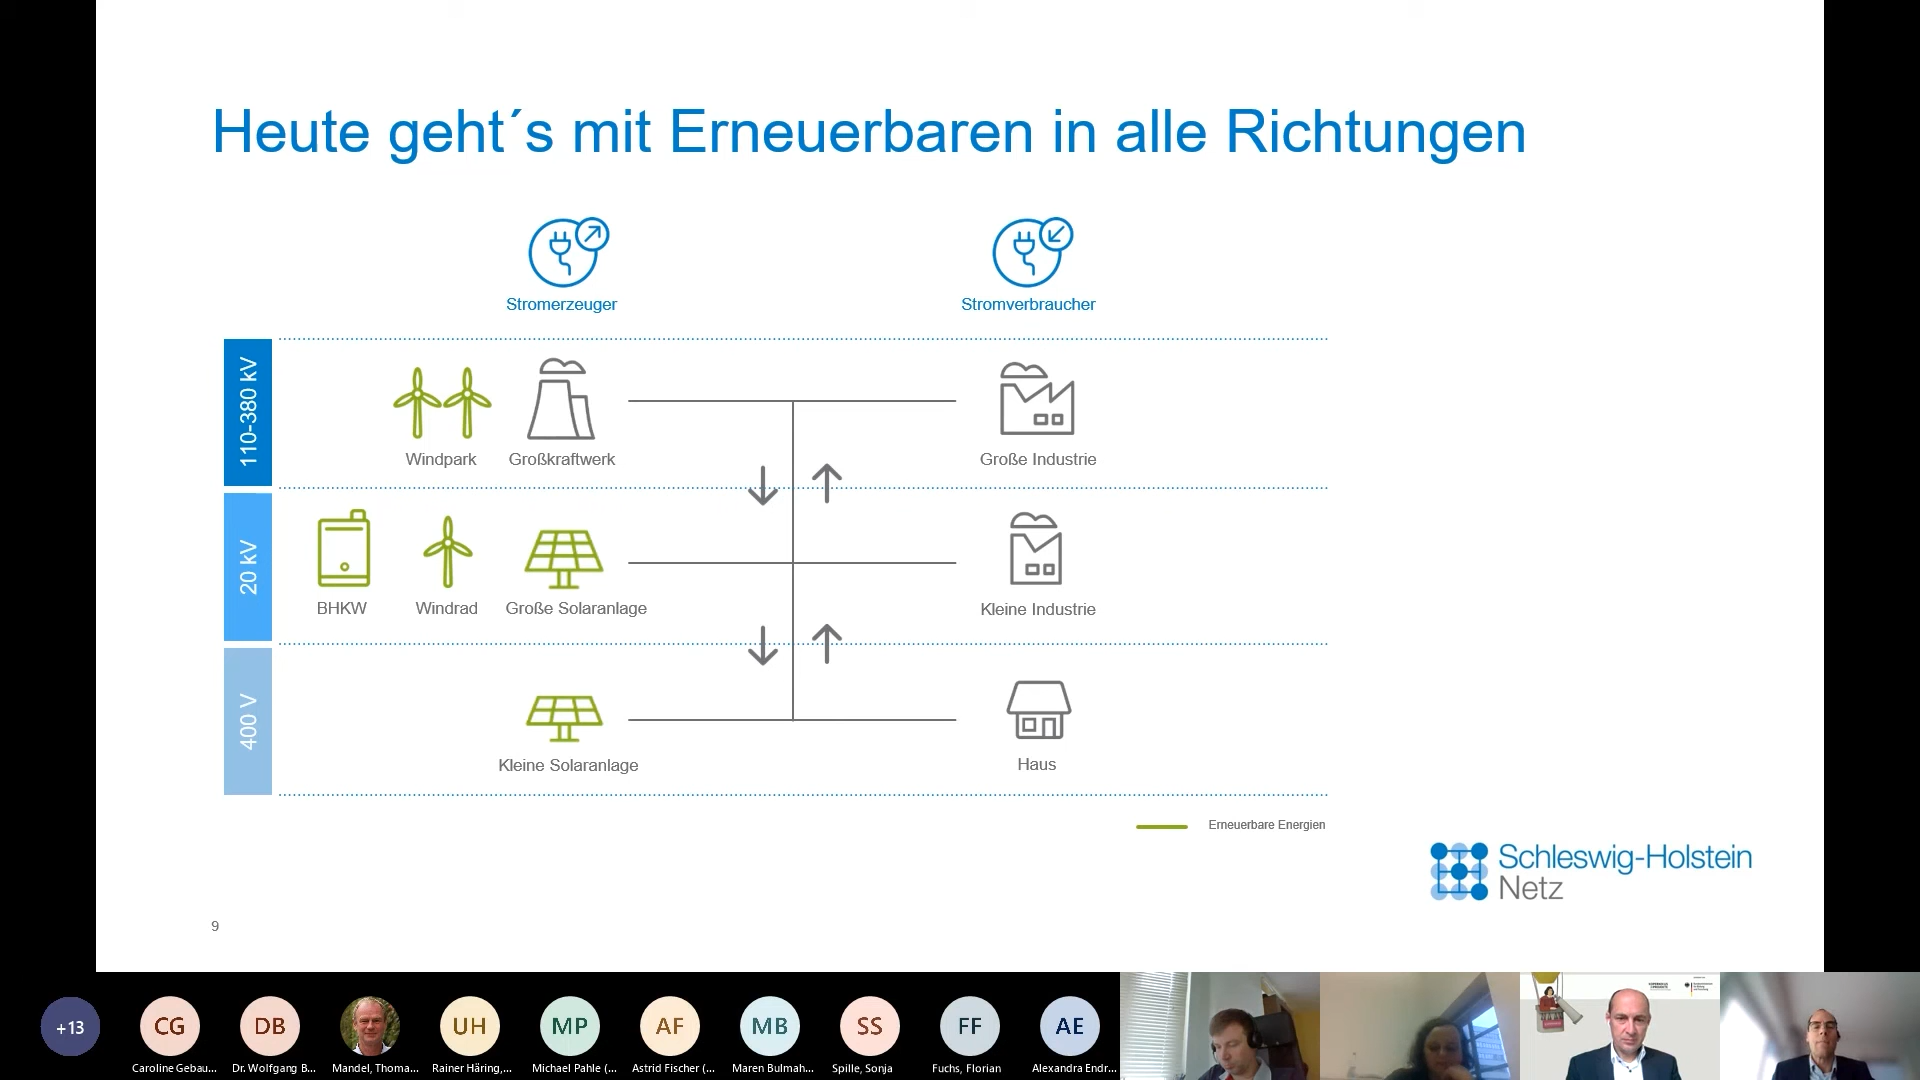 Heute geht´s mit Erneuerbaren in alle Richtungen
Stromerzeuger
Stromverbraucher
110-380 kV
Windpark
Großkraftwerk
Große Industrie
20 kV
BHKW
Windrad
Große Solaranlage
Kleine Industrie
400 V
Kleine Solaranlage
Haus
Erneuerbare Energien
Schleswig-Holstein
Netz
9
+13
CG
DB
UH
MP
AF
MB
SS
FF
AE
Caroline Gebau...
Dr. Wolfgang B...
Mandel, Thoma...
Rainer Häring,...
Michael Pahle (...
Astrid Fischer (...
Maren Bulmah...
Spille, Sonja
Fuchs, Florian
Alexandra Endr...